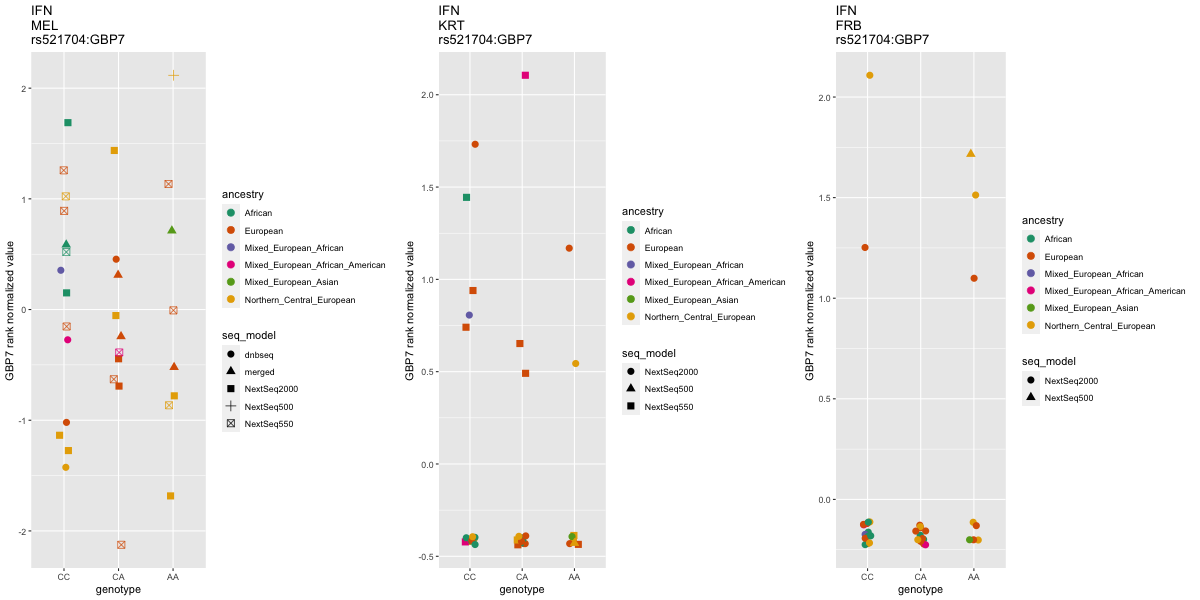 IFN
MEL
rs521704:GBP7
GBP7 rank normalized value
2
1
0
-1
-2
CC
CA
AA
genotype
ancestry
African
European
Mixed_European_African
Mixed_European_African_American
Mixed_European_Asian
Northern_Central_European
seq_model
dnbseq
merged
NextSeq2000
NextSeq500
NextSeq550
IFN
KRT
rs521704:GBP7
GBP7 rank normalized value
2.0
1.5
1.0
0.5
0.0
-0.5
CC
CA
AA
genotype
ancestry
African
European
Mixed_European_African
Mixed_European_African_American
Mixed_European_Asian
Northern_Central_European
seq_model
NextSeq2000
NextSeq500
NextSeq550
IFN
FRB
rs521704:GBP7
GBP7 rank normalized value
2.0
1.5
1.0
0.5
0.0
CC
CA
AA
genotype
ancestry
African
European
Mixed_European_African
Mixed_European_African_American
Mixed_European_Asian
Northern_Central_European
seq_model
NextSeq2000
NextSeq500